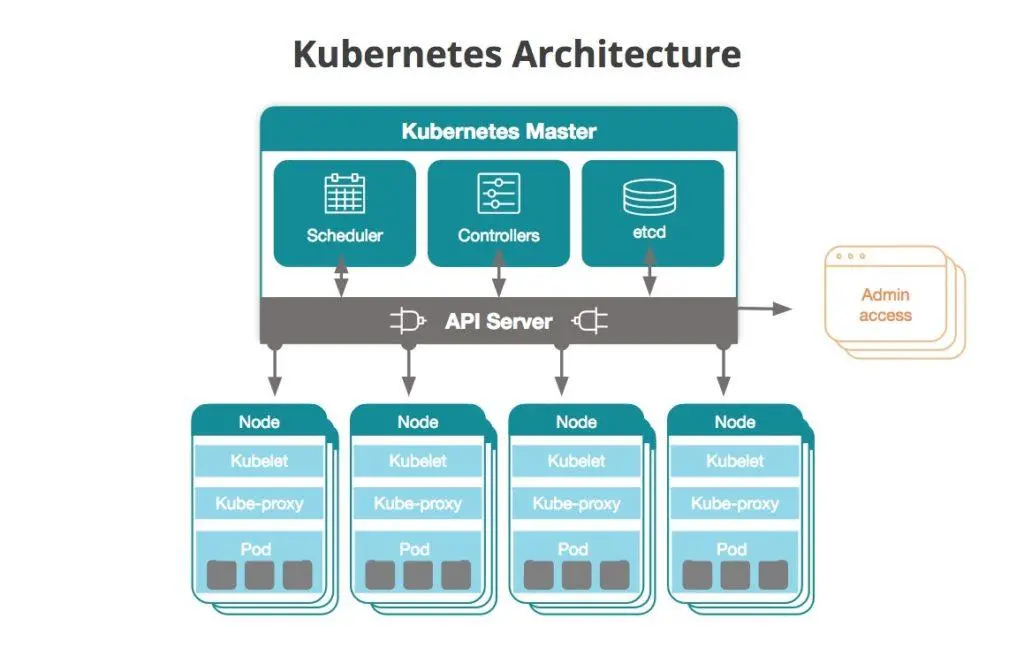 Kubernetes Architecture
Kubernetes Master
Scheduler
Controllers
etcd
API Server
Admin
access
Node
Kubelet
Kube-proxy
Pod
Node
Kubelet
Kube-proxy
Pod
Node
Kubelet
Kube-proxy
Pod
Node
Kubelet
Kube-proxy
Pod